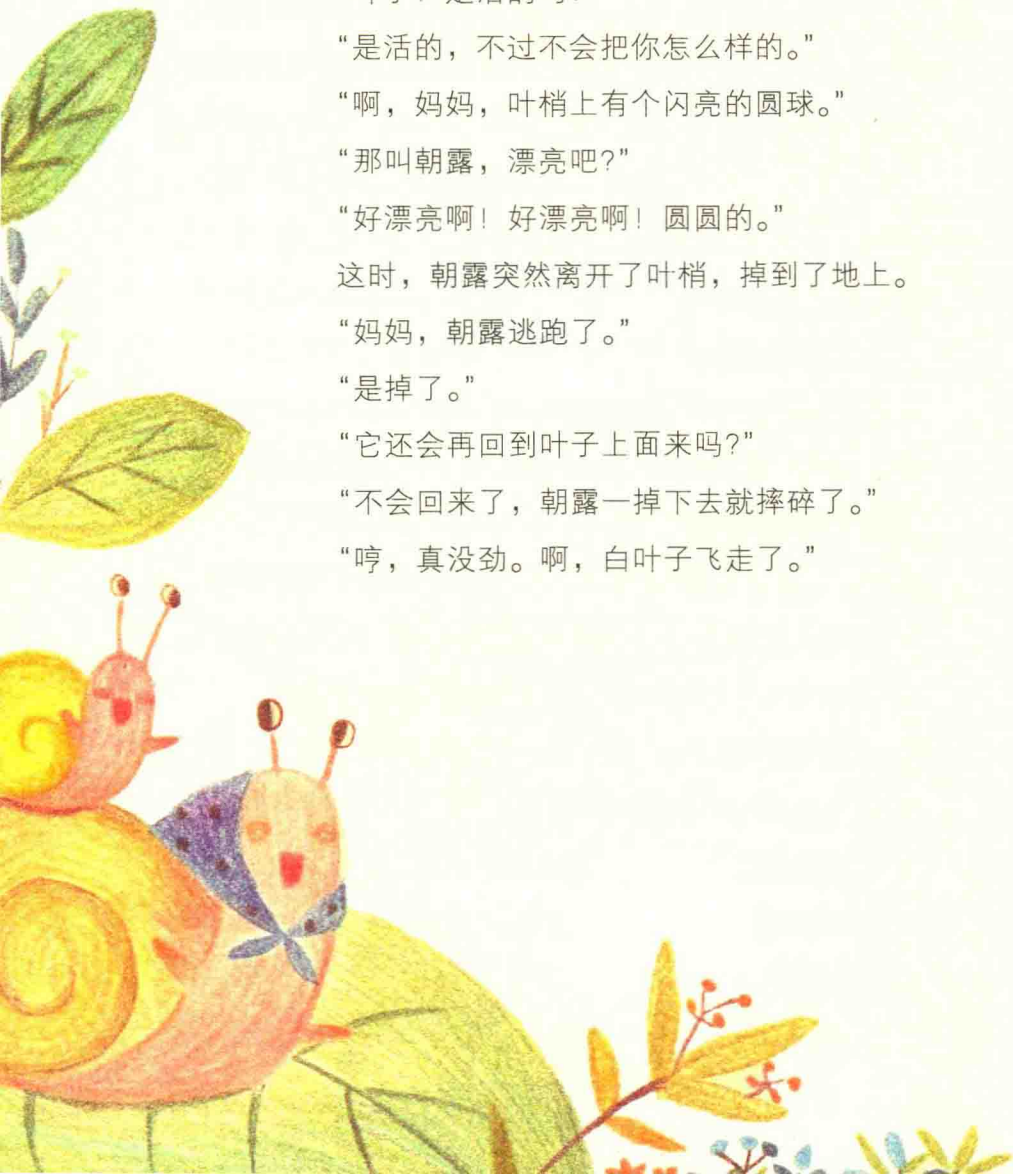 “是活的，不过不会把你怎么样的。”
“啊，妈妈，叶梢上有个闪亮的圆球。”
“那叫朝露，漂亮吧？”
“好漂亮啊！好漂亮啊！圆圆的。”
这时，朝露突然离开了叶梢，掉到了地上。
“妈妈，朝露逃跑了。”
“是掉了。”
“它还会再回到叶子上面来吗？”
“不会回来了，朝露一掉下去就摔碎了。”
“哼，真没劲。啊，白叶子飞走了。”